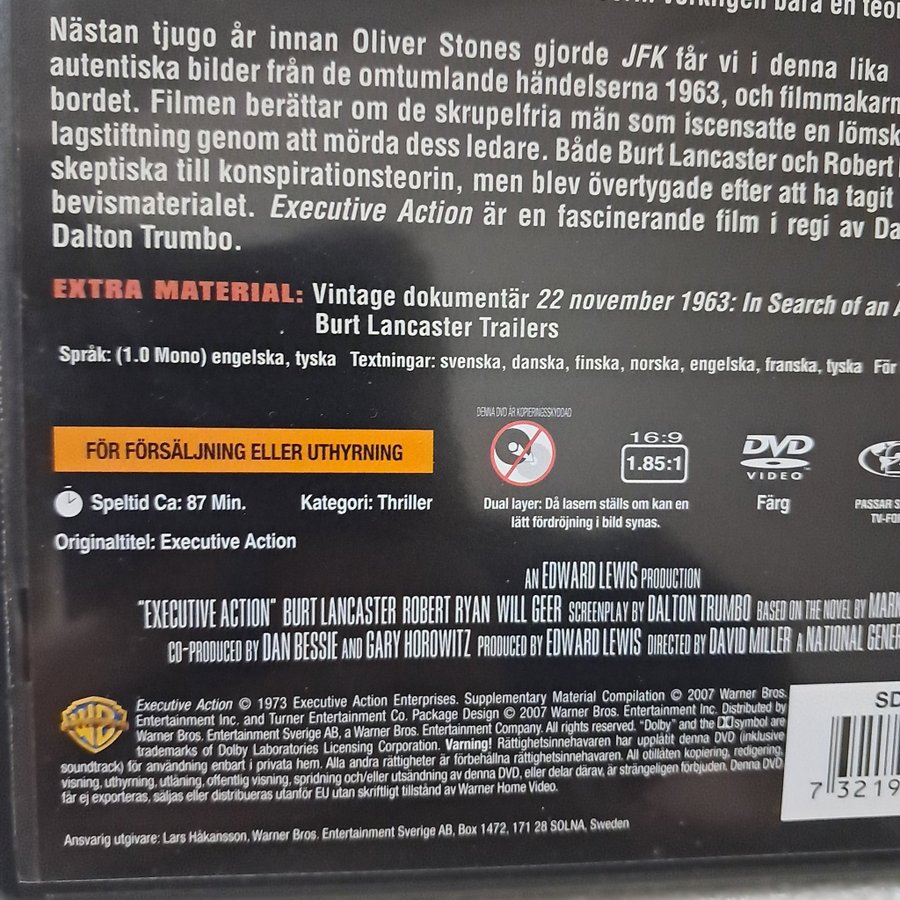 verkligen bara en teor
Nästan tjugo år innan Oliver Stones gjorde JFK får vi i denna lika
autentiska bilder från de omtumlande händelserna 1963, och filmmakarn
bordet. Filmen berättar om de skrupelfria män som iscensatte en lömsk
lagstiftning genom att mörda dess ledare. Både Burt Lancaster och Robert
skeptiska till konspirationsteorin, men blev övertygade efter att ha tagit
bevismaterialet. Executive Action är en fascinerande film i regi av Da
Dalton Trumbo.
EXTRA MATERIAL: Vintage dokumentär 22 november 1963: In Search of an A
Burt Lancaster Trailers
Språk: (1.0 Mono) engelska, tyska Textningar: svenska, danska, finska, norska, engelska, franska, tyska För
DENNA DVD ÄR KOPIERINGSSKYDDAD
FÖR FÖRSÄLJNING ELLER UTHYRNING
16:9
1.85:1
DVD
VIDEO
Färg
PASSAR S
TV-FOR
Speltid Ca: 87 Min. Kategori: Thriller
Dual layer: Då lasern ställs om kan en
lätt fördröjning i bild synas.
Originaltitel: Executive Action
AN EDWARD LEWIS PRODUCTION
"EXECUTIVE ACTION" BURT LANCASTER ROBERT RYAN WILL GEER SCREENPLAY BY DALTON TRUMBO BASED ON THE NOVEL BY MARK
CO-PRODUCED BY DAN BESSIE AND GARY HOROWITZ PRODUCED BY EDWARD LEWIS DIRECTED BY DAVID MILLER A NATIONAL GENER
WB
Executive Action © 1973 Executive Action Enterprises. Supplementary Material Compilation © 2007 Warner Bros.
Entertainment Inc. and Turner Entertainment Co. Package Design © 2007 Warner Bros. Entertainment Inc. Distributed by
Warner Bros. Entertainment Sverige AB, a Warner Bros. Entertainment Company. All rights reserved. "Dolby" and the symbol are
trademarks of Dolby Laboratories Licensing Corporation. Varning! Rättighetsinnehavaren har upplåtit denna DVD (inklusive
soundtrack) för användning enbart i privata hem. Alla andra rättigheter är förbehållna rättighetsinnehavaren. All otillåten kopiering, redigering,
visning, uthyrning, utlåning, offentlig visning, spridning och/eller utsändning av denna DVD, eller delar därav, är strängeligen förbjuden. Denna DVD
får ej exporteras, säljas eller distribueras utanför EU utan skriftligt tillstånd av Warner Home Video.
Ansvarig utgivare: Lars Håkansson, Warner Bros. Entertainment Sverige AB, Box 1472, 171 28 SOLNA, Sweden
SD
7 3219